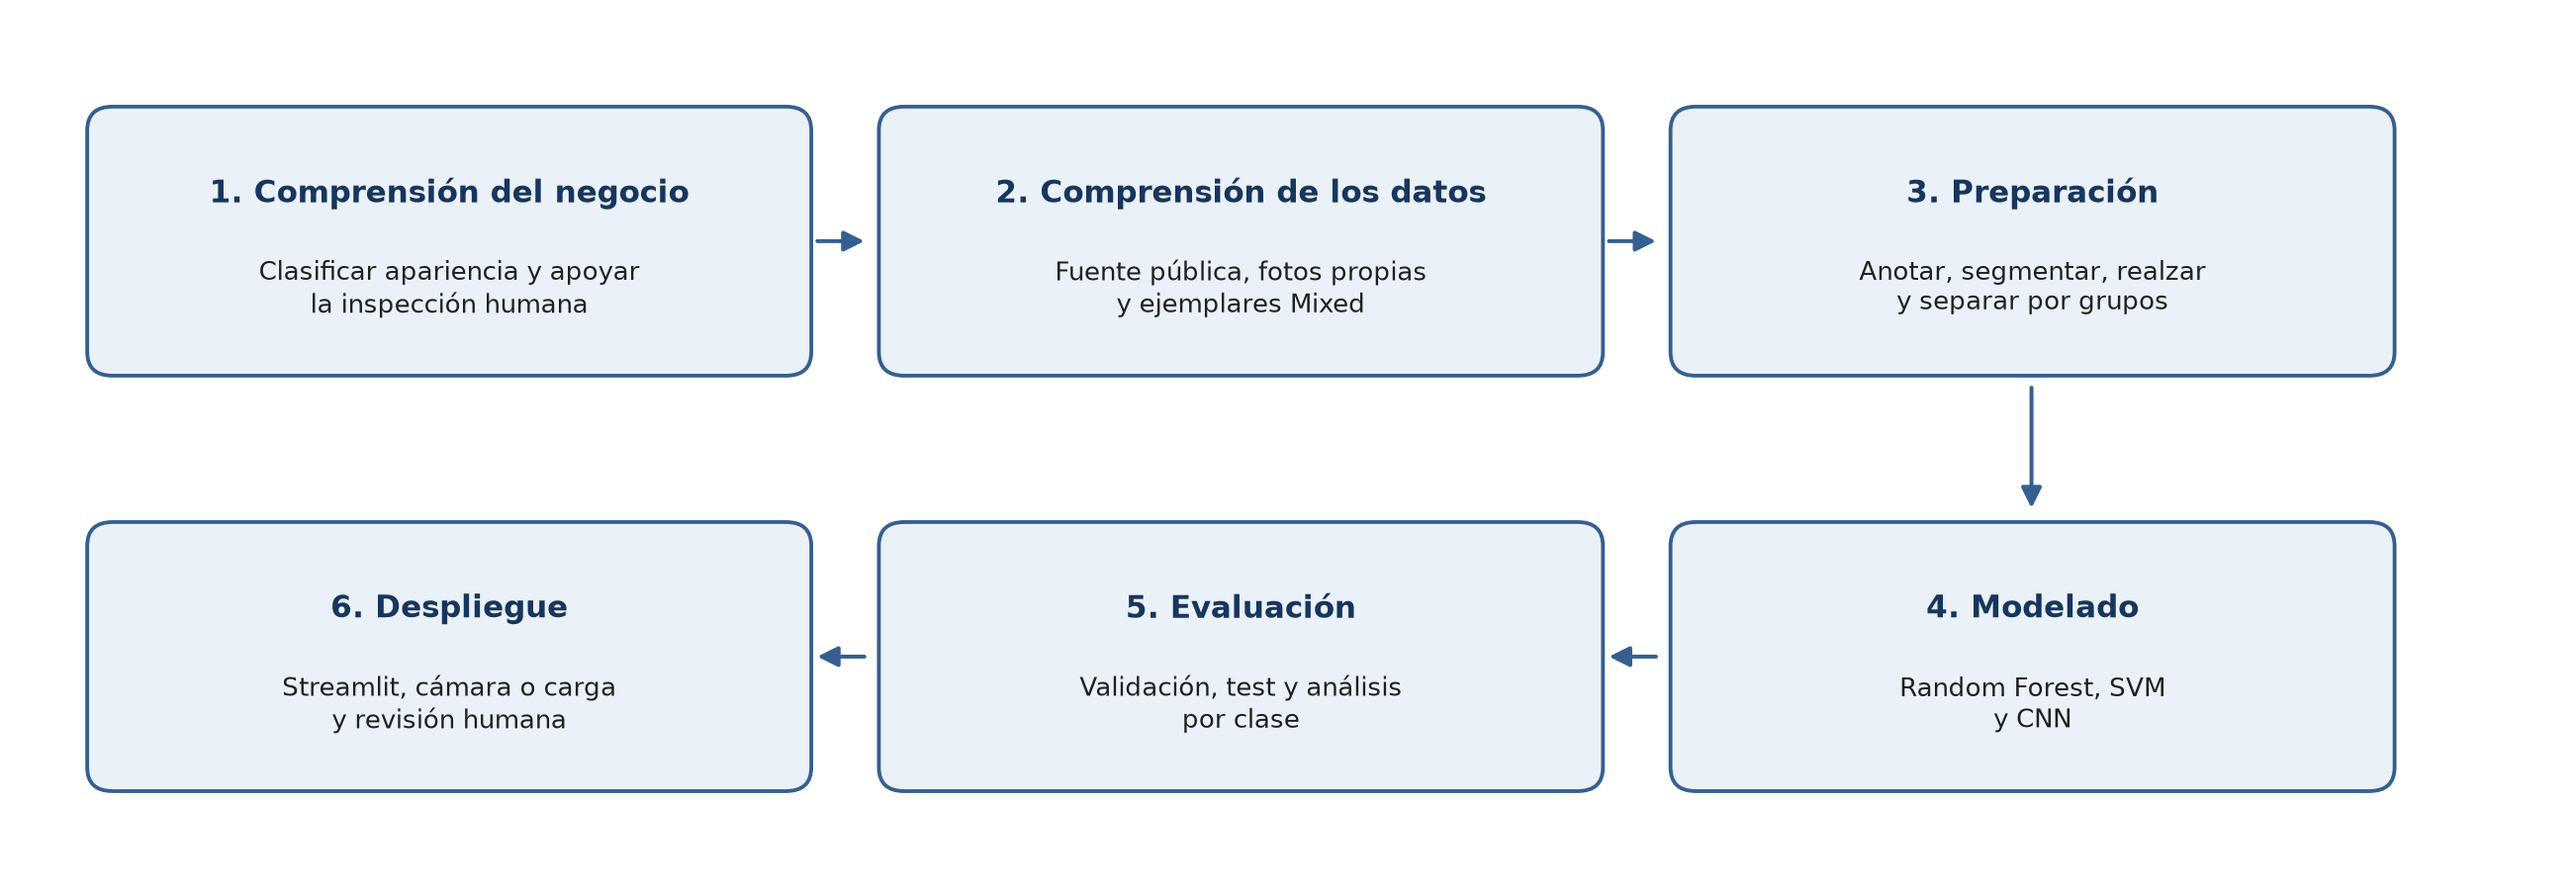 1. Comprensión del negocio
Clasificar apariencia y apoyar
la inspección humana
2. Comprensión de los datos
Fuente pública, fotos propias
y ejemplares Mixed
3. Preparación
Anotar, segmentar, realzar
y separar por grupos
4. Modelado
Random Forest, SVM
y CNN
5. Evaluación
Validación, test y análisis
por clase
6. Despliegue
Streamlit, cámara o carga
y revisión humana